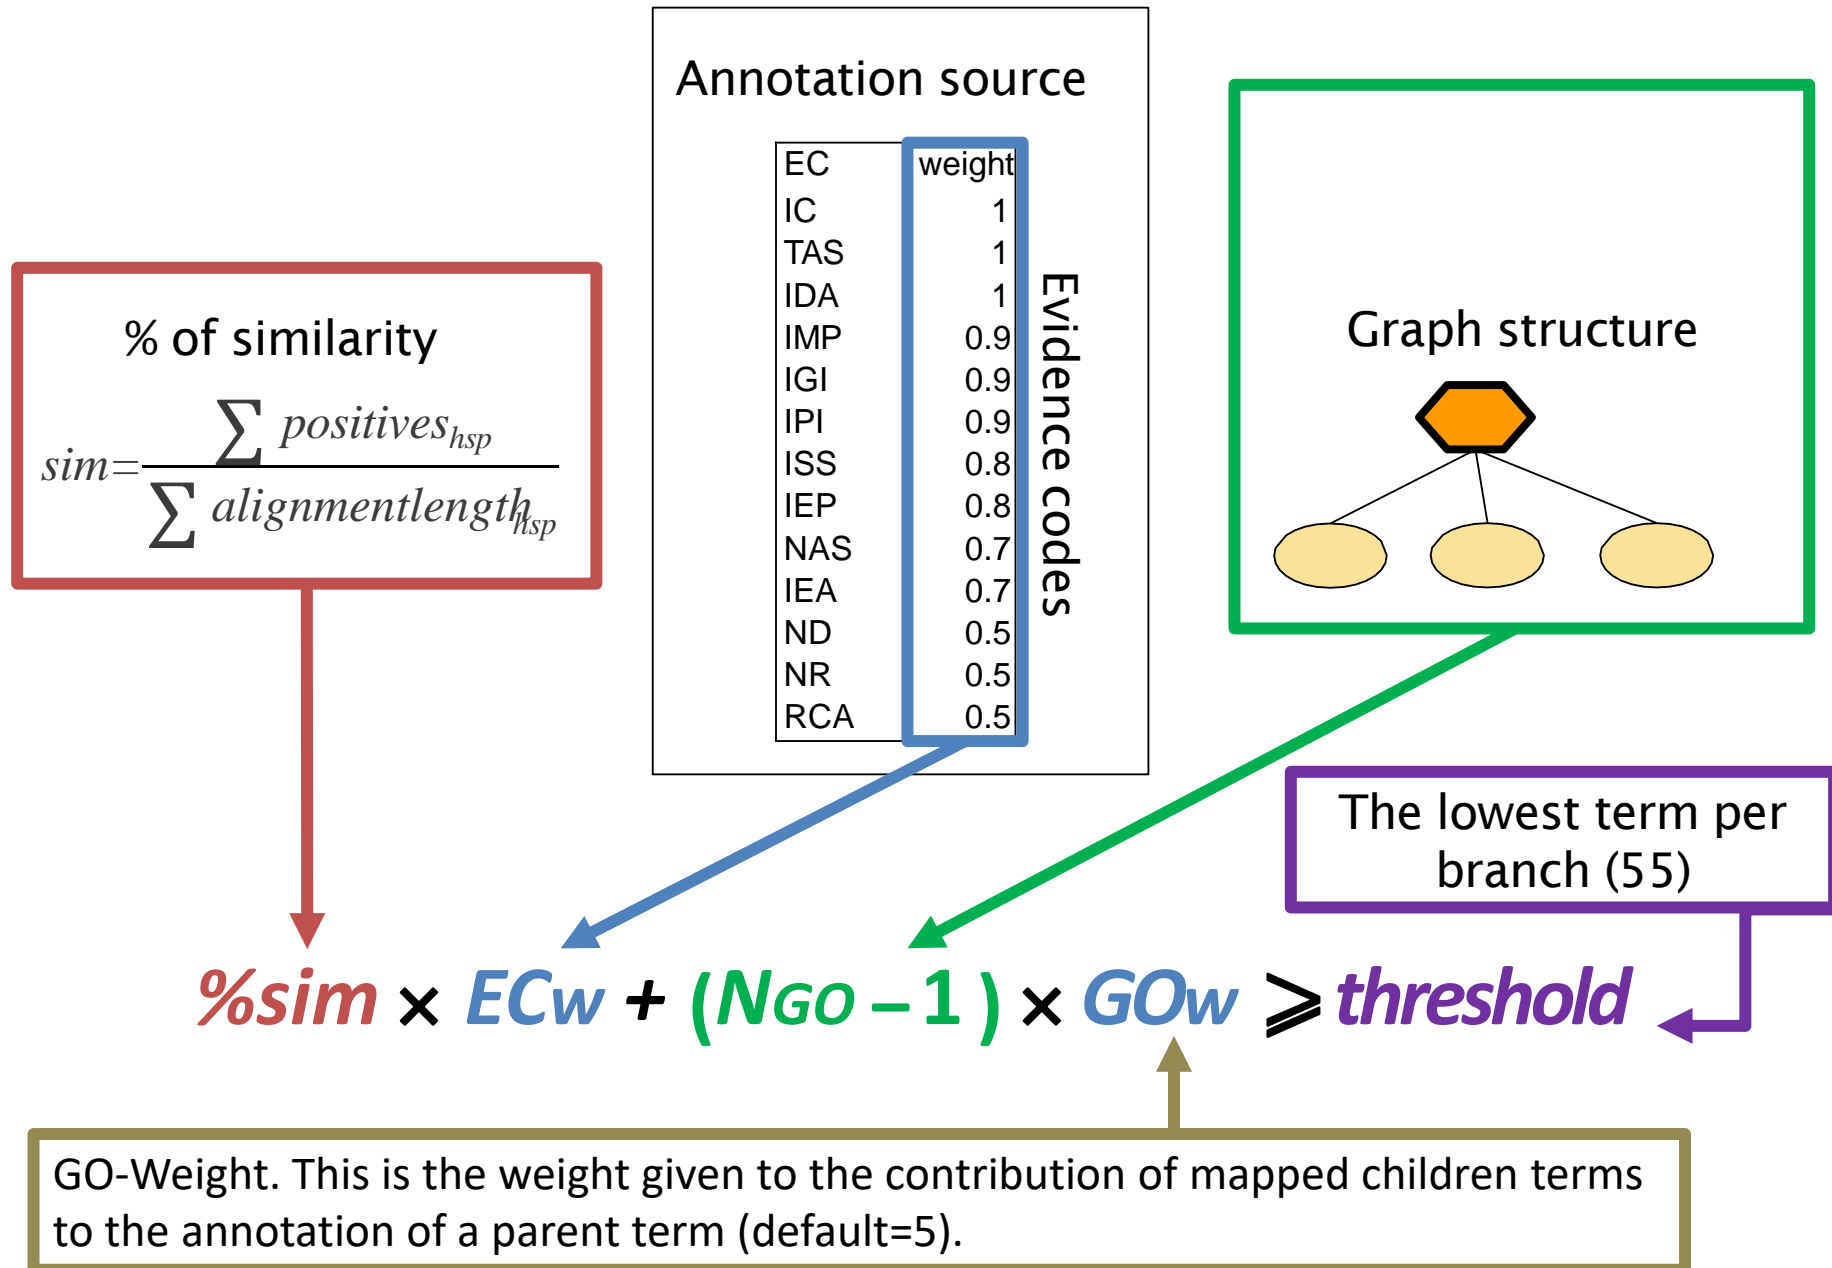 Annotation source
EC weight
IC 1
TAS 1
IDA 1
IMP 0.9
IGI 0.9
IPI 0.9
ISS 0.8
IEP 0.8
NAS 0.7
IEA 0.7
ND 0.5
NR 0.5
RCA 0.5
Evidence codes
% of similarity
sim=∑ positives_hsp / ∑ alignmentlength_hsp
Graph structure
The lowest term per
branch (55)
%sim × ECw + (NGO – 1) × GOw ⩾ threshold
GO-Weight. This is the weight given to the contribution of mapped children terms
to the annotation of a parent term (default=5).